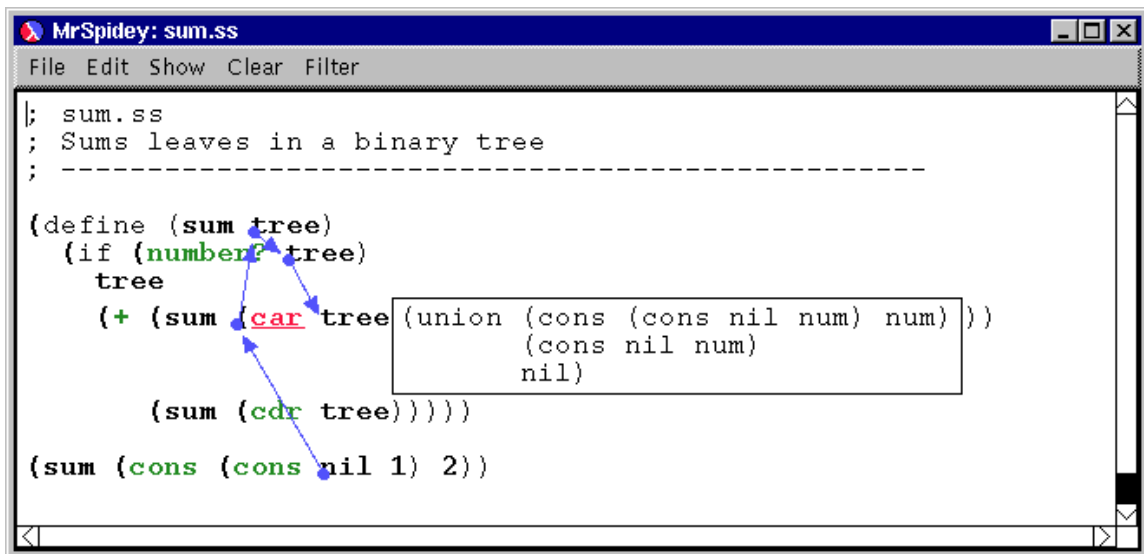 MrSpidey: sum.ss
File Edit Show Clear Filter
; sum.ss
; Sums leaves in a binary tree
; --------------------------------------------------
(define (sum tree)
(if (number? tree)
tree
(+ (sum (car tree (union (cons (cons nil num) num) ))
(cons nil num)
nil)
(sum (cdr tree)))))
(sum (cons (cons nil 1) 2))